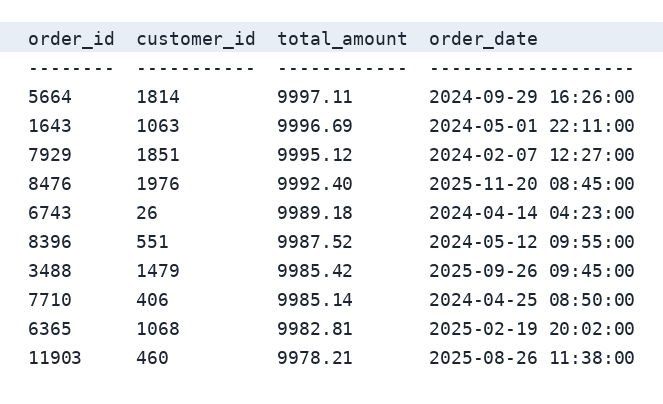 order_id  customer_id  total_amount  order_date
--------  -----------  ------------  -------------------
5664      1814         9997.11       2024-09-29 16:26:00
1643      1063         9996.69       2024-05-01 22:11:00
7929      1851         9995.12       2024-02-07 12:27:00
8476      1976         9992.40       2025-11-20 08:45:00
6743      26           9989.18       2024-04-14 04:23:00
8396      551          9987.52       2024-05-12 09:55:00
3488      1479         9985.42       2025-09-26 09:45:00
7710      406          9985.14       2024-04-25 08:50:00
6365      1068         9982.81       2025-02-19 20:02:00
11903     460          9978.21       2025-08-26 11:38:00